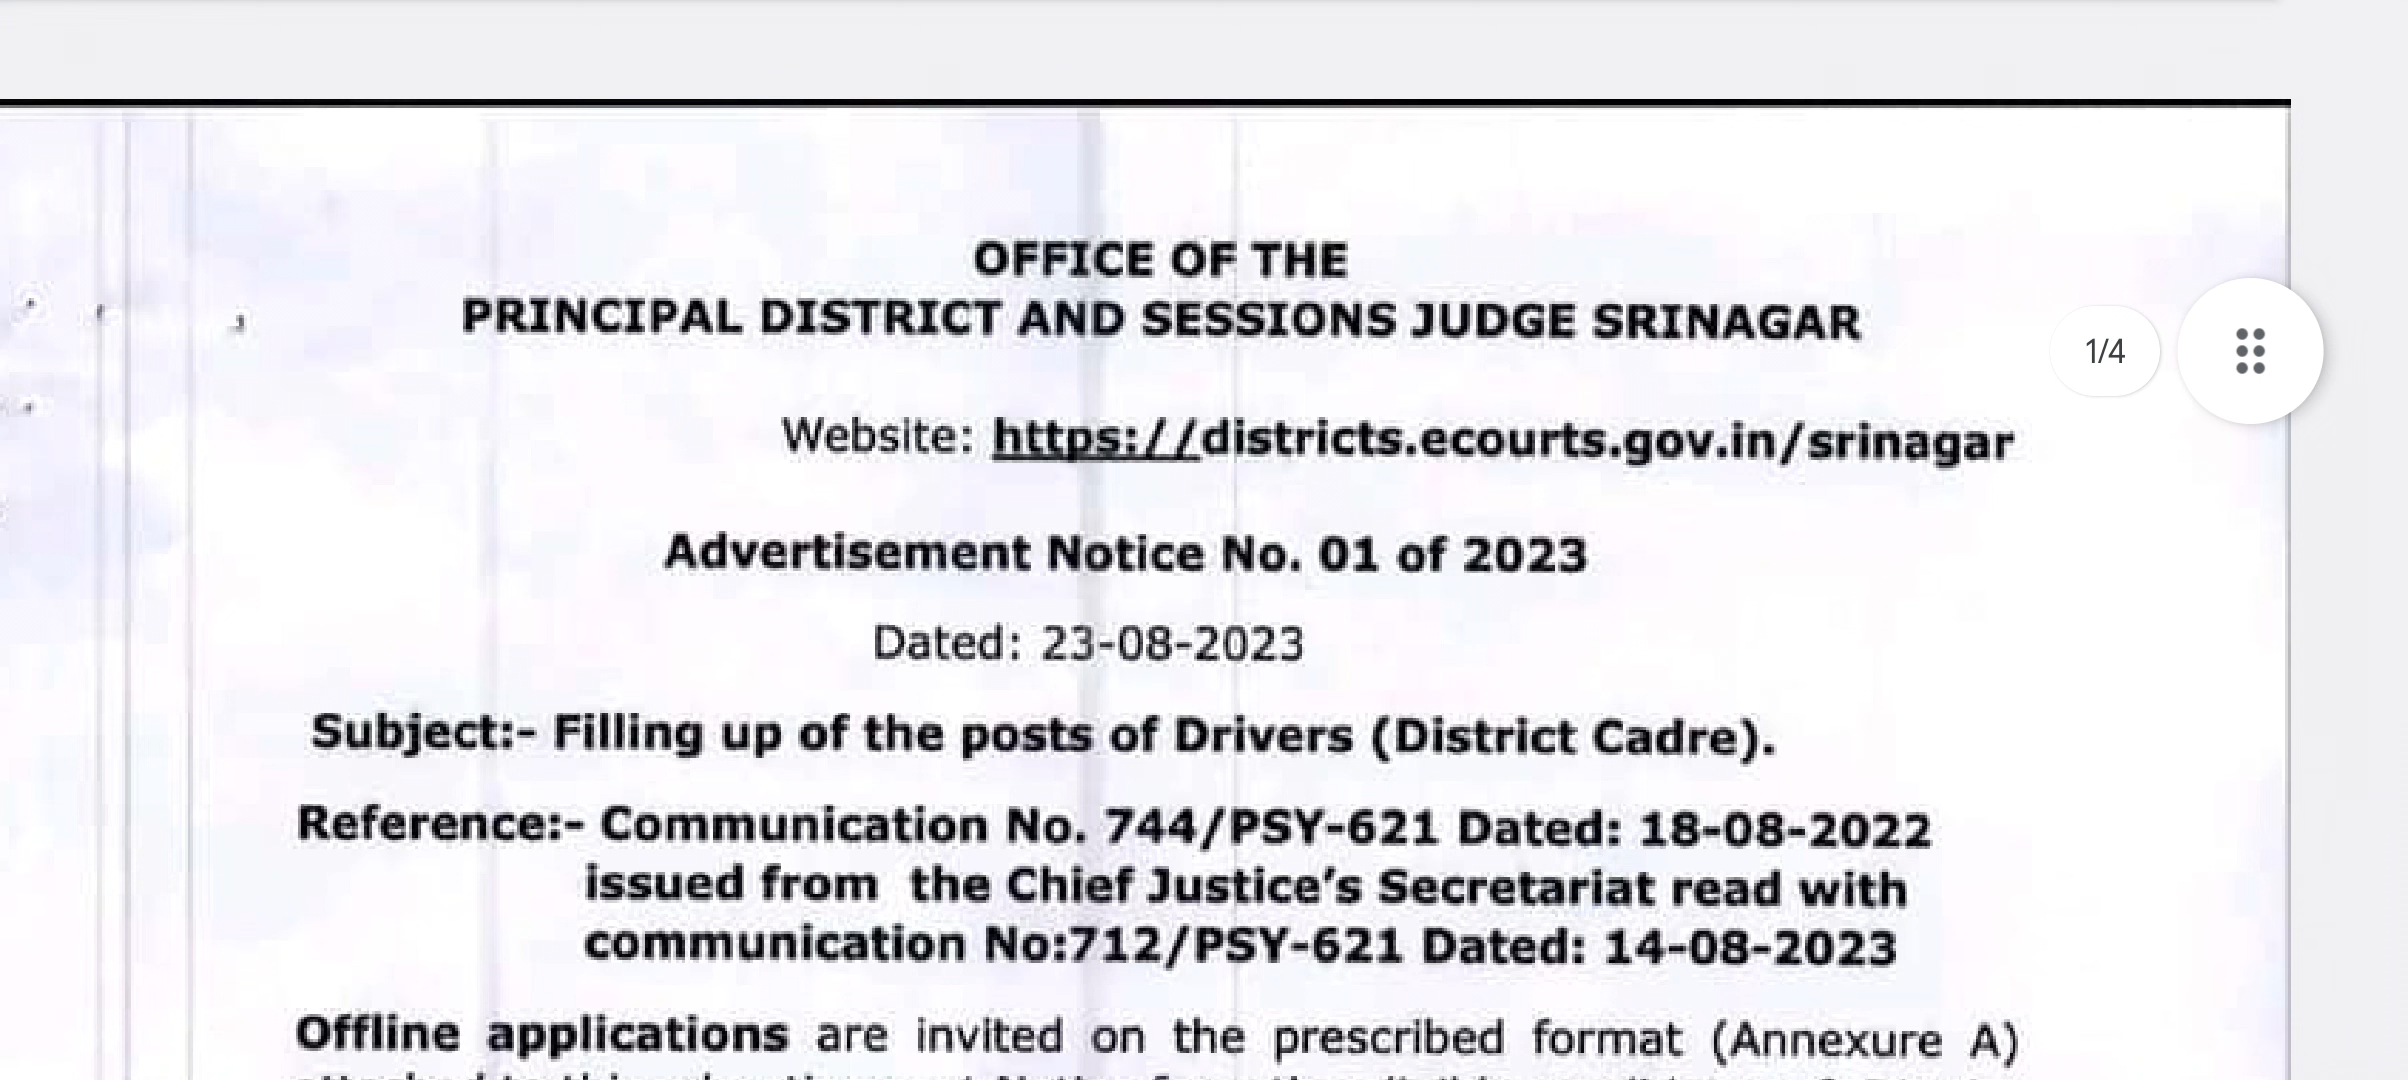 OFFICE OF THE
PRINCIPAL DISTRICT AND SESSIONS JUDGE SRINAGAR
1/4
Website: https://districts.ecourts.gov.in/srinagar
Advertisement Notice No. 01 of 2023
Dated: 23-08-2023
Subject:- Filling up of the posts of Drivers (District Cadre).
Reference:- Communication No. 744/PSY-621 Dated: 18-08-2022
issued from the Chief Justice’s Secretariat read with
communication No:712/PSY-621 Dated: 14-08-2023
Offline applications are invited on the prescribed format (Annexure A)